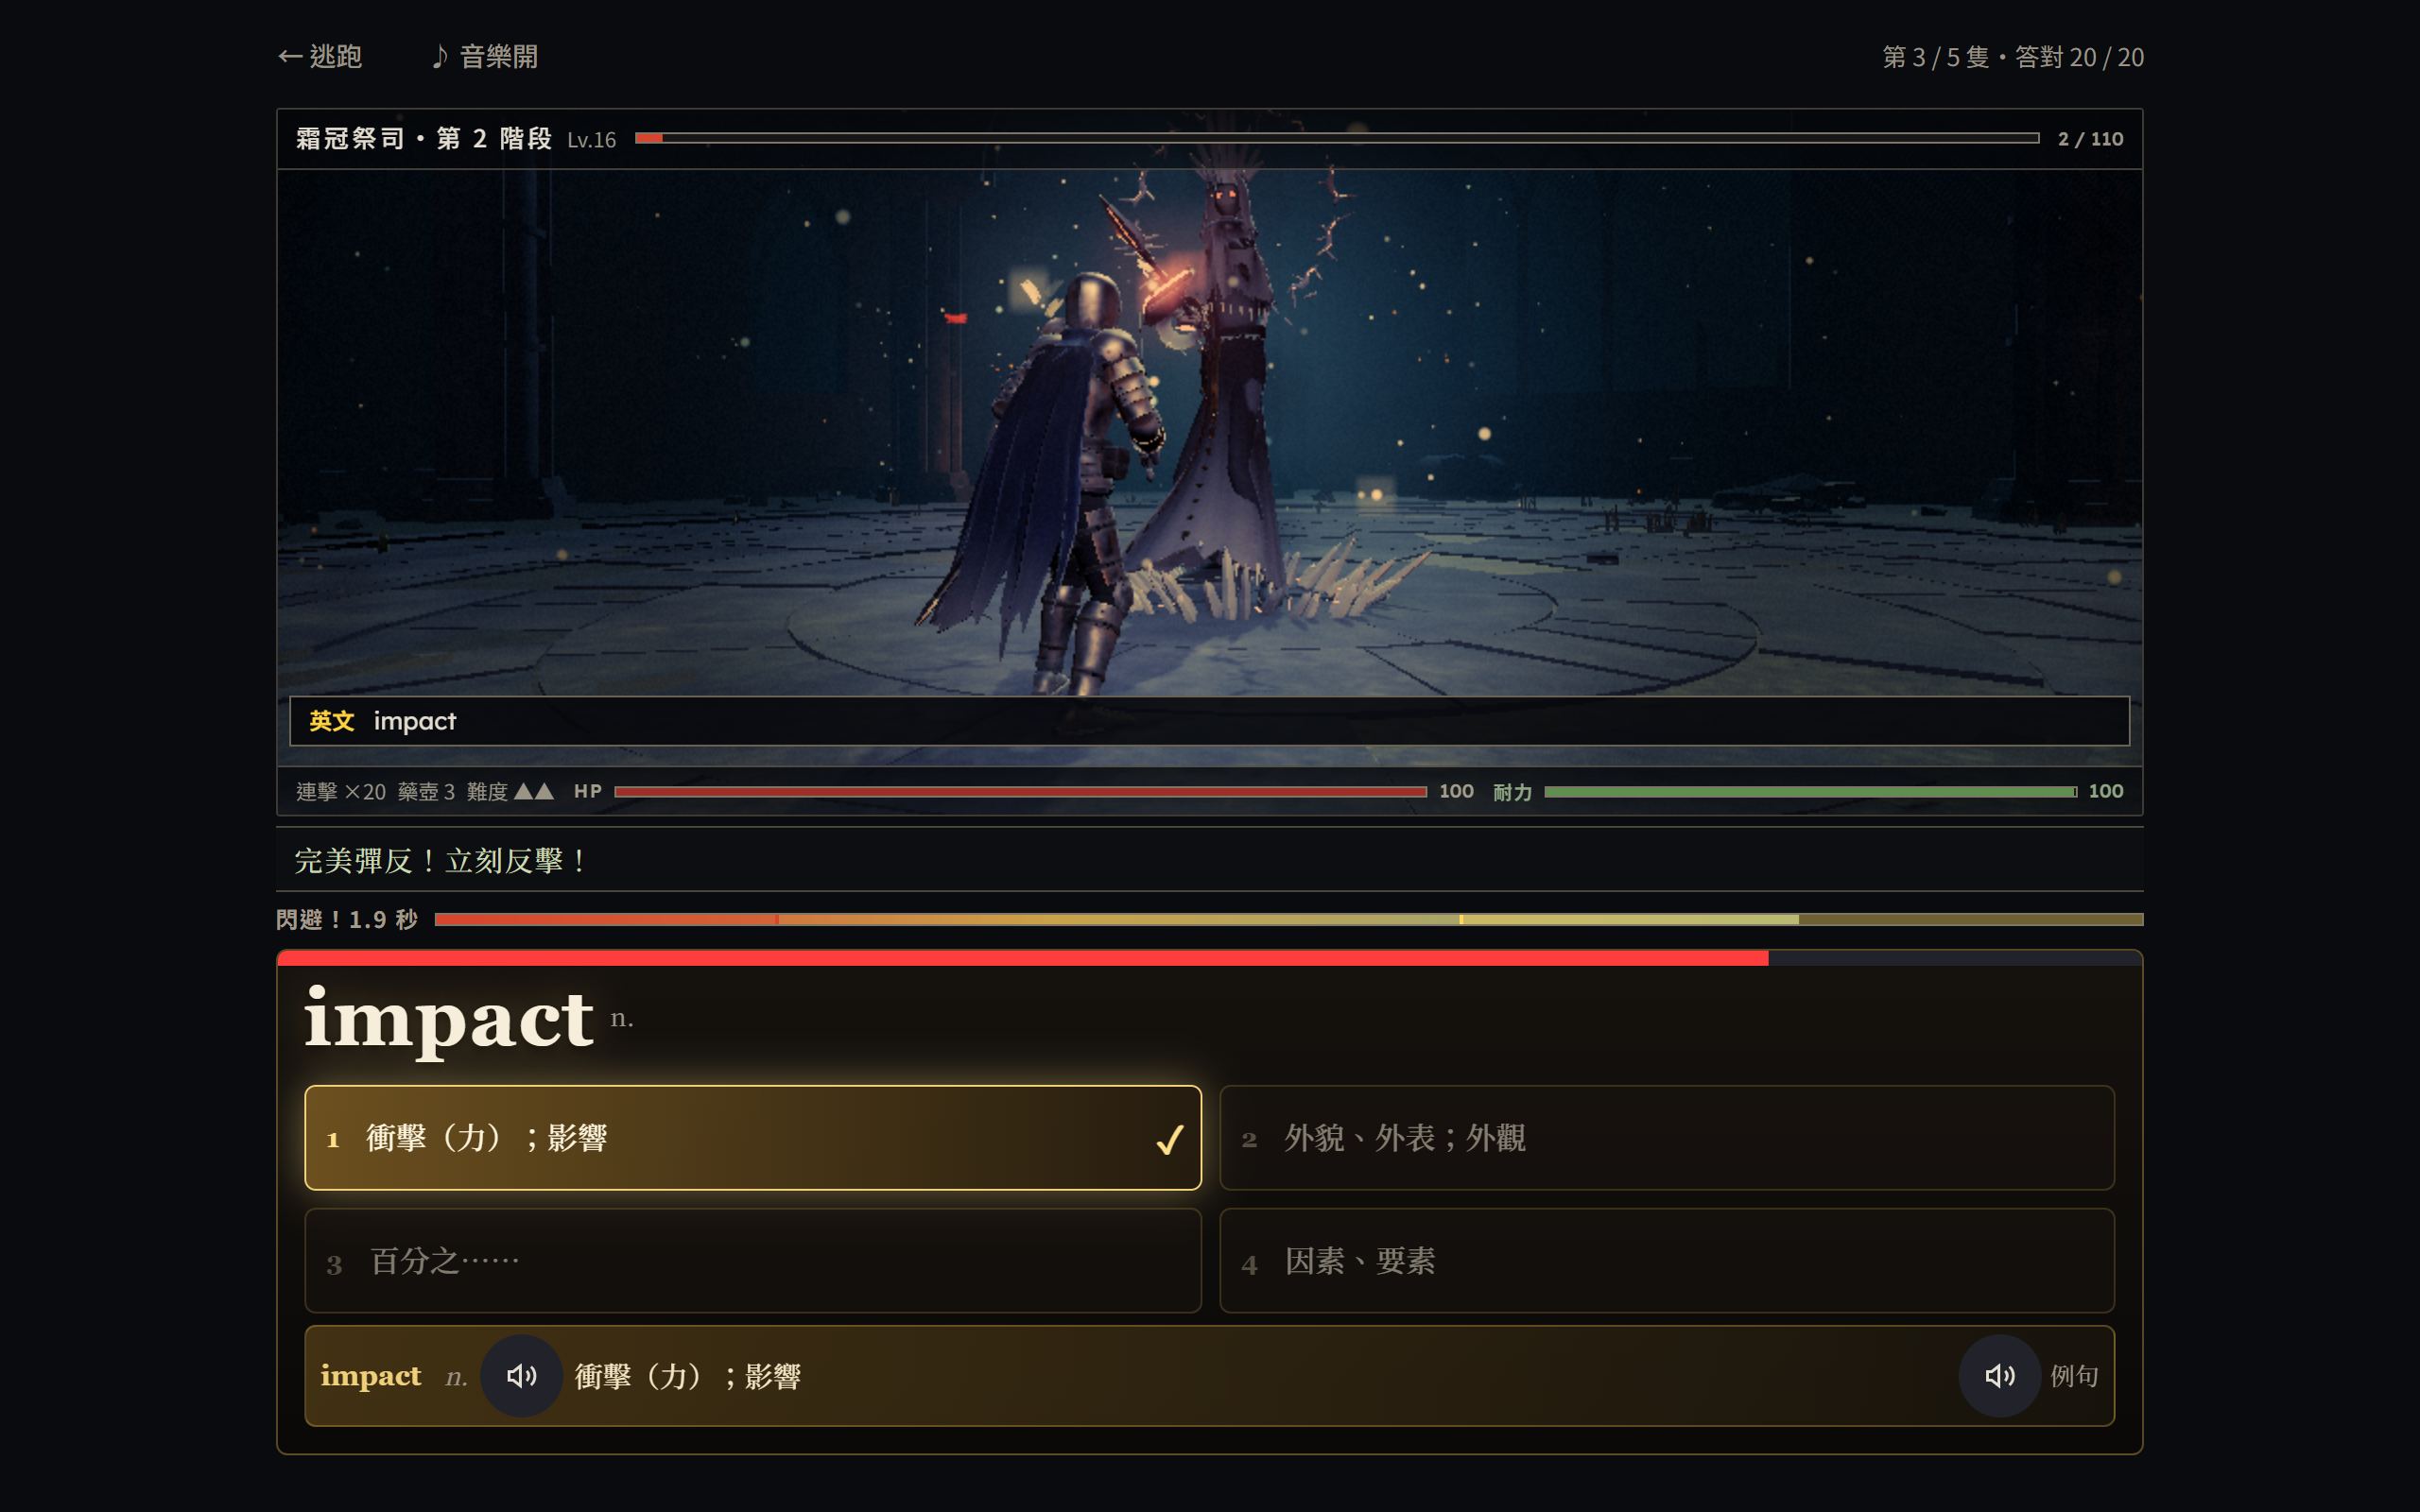 ← 逃跑 ♪ 音樂開 第 3 / 5 隻・答對 20 / 20
霜冠祭司・第 2 階段 Lv.16 2 / 110
英文 impact
連擊 ×20 藥壺 3 難度 ▲▲ HP 100 耐力 100
完美彈反！立刻反擊！
閃避！1.9 秒
impact n.
1 衝擊（力）；影響 ✓
2 外貌、外表；外觀
3 百分之……
4 因素、要素
impact n. 衝擊（力）；影響 例句